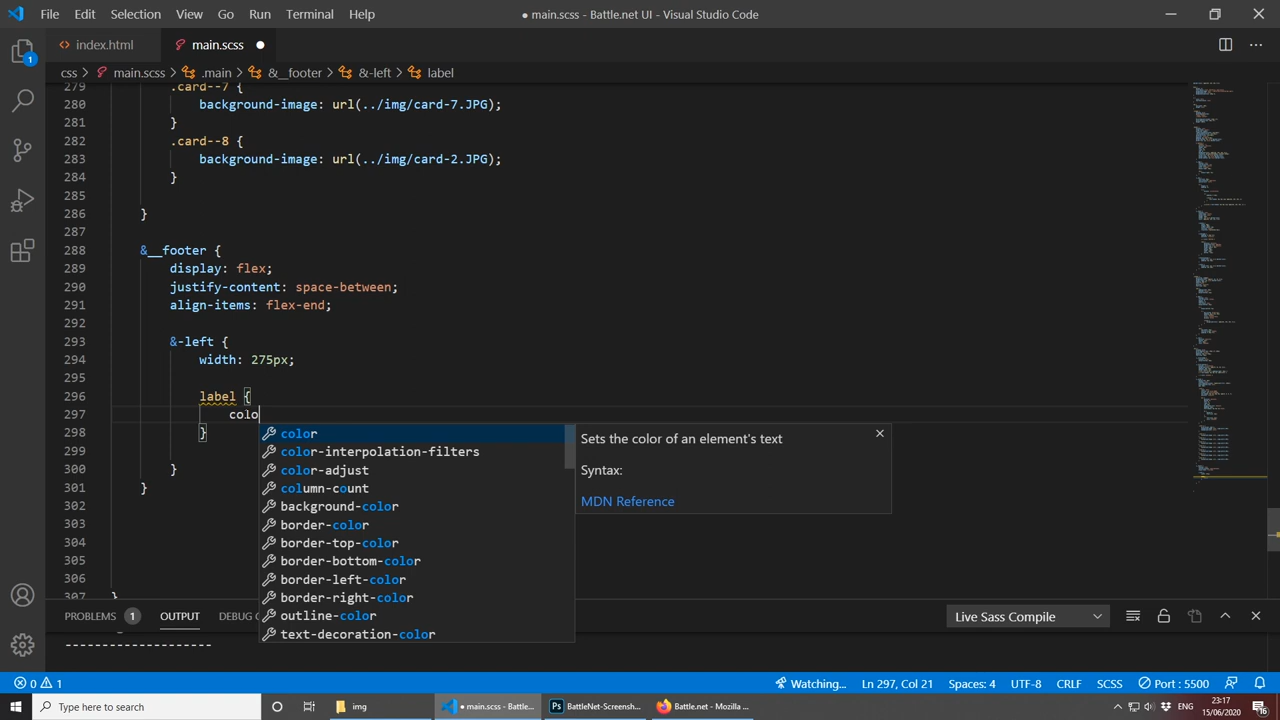 File Edit Selection View Go Run Terminal Help
● main.scss - Battle.net UI - Visual Studio Code
index.html
main.scss
css > main.scss > .main > &__footer > &-left > label
279 .card--7 {
280 background-image: url(../img/card-7.JPG);
281 }
282 .card--8 {
283 background-image: url(../img/card-2.JPG);
284 }
285
286 }
287
288 &__footer {
289 display: flex;
290 justify-content: space-between;
291 align-items: flex-end;
292
293 &-left {
294 width: 275px;
295
296 label {
297 colo
298 }
299
300 }
301 }
302
303
304
305
306
307 }
color
color-interpolation-filters
color-adjust
column-count
background-color
border-color
border-top-color
border-bottom-color
border-left-color
border-right-color
outline-color
text-decoration-color
Sets the color of an element's text
Syntax:
MDN Reference
PROBLEMS 1 OUTPUT DEBUG C
Live Sass Compile
--------------------
0 1
Watching...
Ln 297, Col 21
Spaces: 4
UTF-8
CRLF
SCSS
Port : 5500
1
Type here to search
img
● main.scss - Battle...
BattleNet-Screensh...
Battle.net - Mozilla ...
ENG
23:17
15/06/2020
16